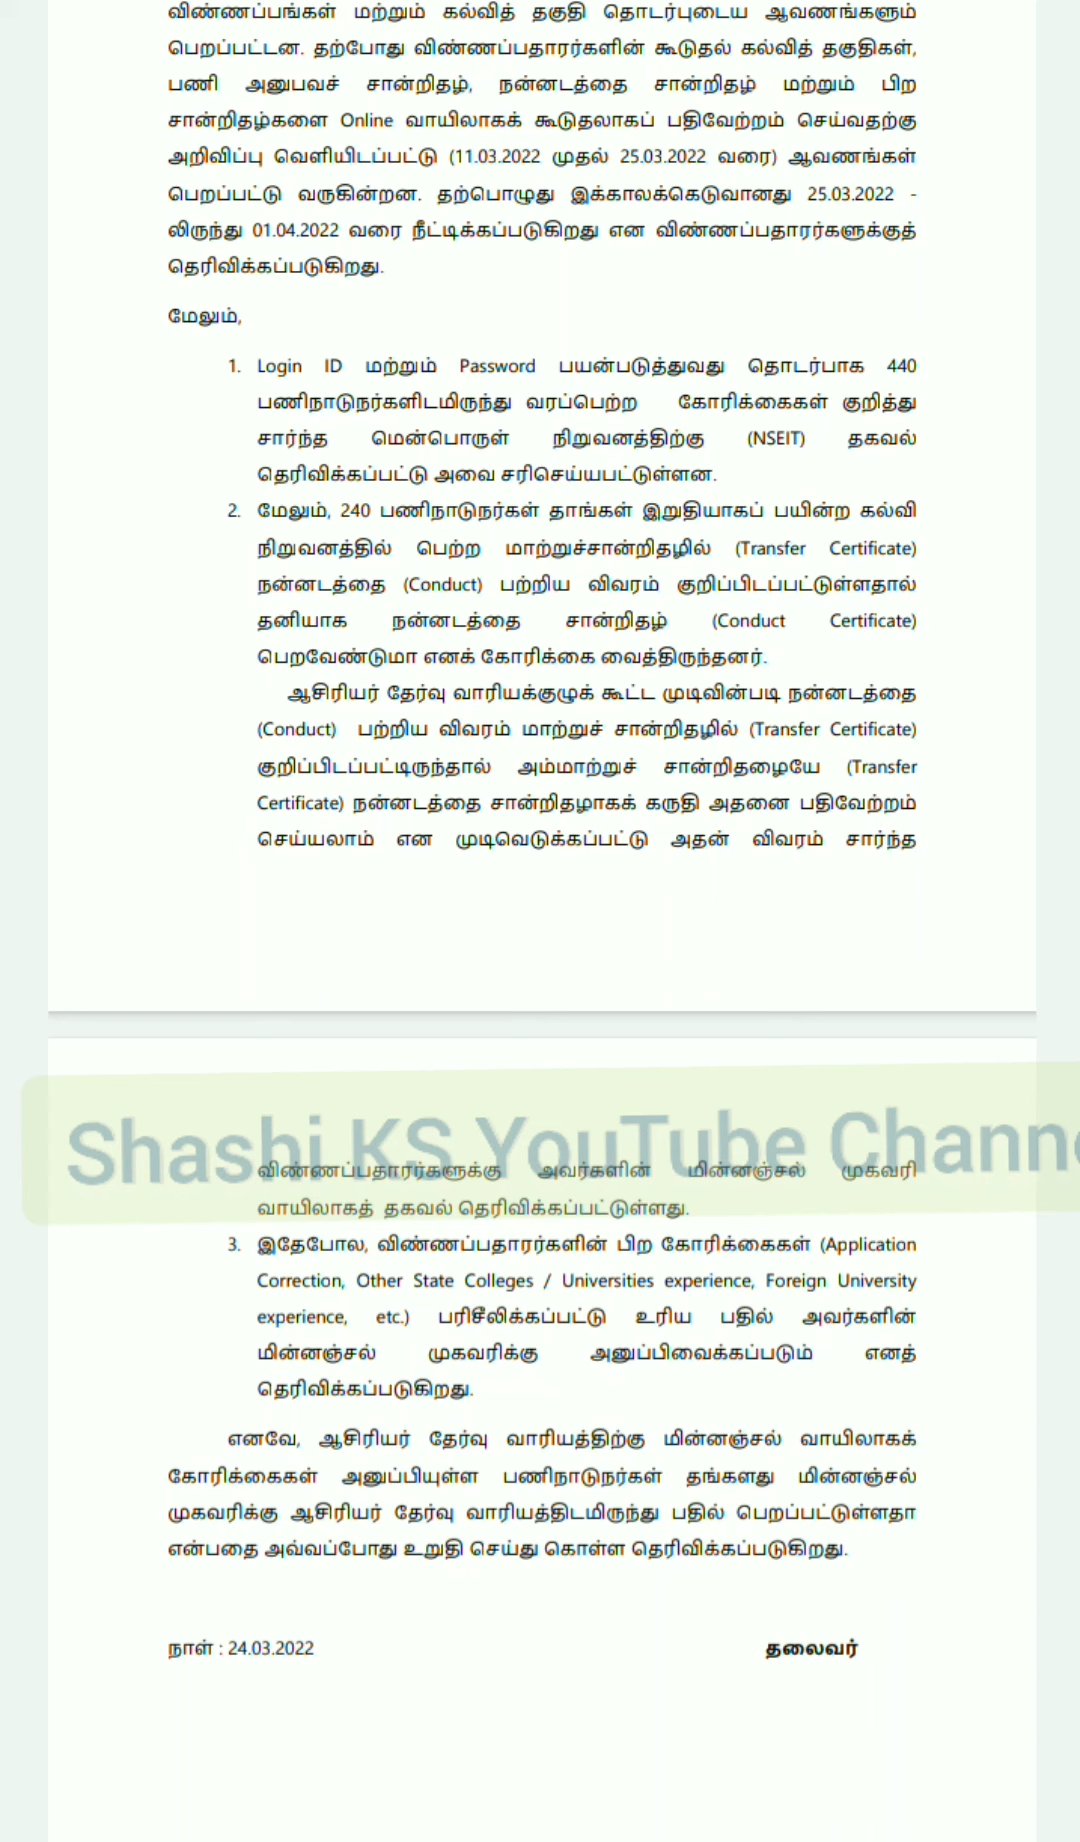 விண்ணப்பங்கள் மற்றும் கல்வித் தகுதி தொடர்புடைய ஆவணங்களும்
பெறப்பட்டன. தற்போது விண்ணப்பதாரர்களின் கூடுதல் கல்வித் தகுதிகள்,
பணி அனுபவச் சான்றிதழ், நன்னடத்தை சான்றிதழ் மற்றும் பிற
சான்றிதழ்களை Online வாயிலாகக் கூடுதலாகப் பதிவேற்றம் செய்வதற்கு
அறிவிப்பு வெளியிடப்பட்டு (11.03.2022 முதல் 25.03.2022 வரை) ஆவணங்கள்
பெறப்பட்டு வருகின்றன. தற்பொழுது இக்காலக்கெடுவானது 25.03.2022 -
லிருந்து 01.04.2022 வரை நீட்டிக்கப்படுகிறது என விண்ணப்பதாரர்களுக்குத்
தெரிவிக்கப்படுகிறது.
மேலும்,
1. Login ID மற்றும் Password பயன்படுத்துவது தொடர்பாக 440
பணிநாடுநர்களிடமிருந்து வரப்பெற்ற கோரிக்கைகள் குறித்து
சார்ந்த மென்பொருள் நிறுவனத்திற்கு (NSEIT) தகவல்
தெரிவிக்கப்பட்டு அவை சரிசெய்யபட்டுள்ளன.
2. மேலும், 240 பணிநாடுநர்கள் தாங்கள் இறுதியாகப் பயின்ற கல்வி
நிறுவனத்தில் பெற்ற மாற்றுச்சான்றிதழில் (Transfer Certificate)
நன்னடத்தை (Conduct) பற்றிய விவரம் குறிப்பிடப்பட்டுள்ளதால்
தனியாக நன்னடத்தை சான்றிதழ் (Conduct Certificate)
பெறவேண்டுமா எனக் கோரிக்கை வைத்திருந்தனர்.
ஆசிரியர் தேர்வு வாரியக்குழுக் கூட்ட முடிவின்படி நன்னடத்தை
(Conduct) பற்றிய விவரம் மாற்றுச் சான்றிதழில் (Transfer Certificate)
குறிப்பிடப்பட்டிருந்தால் அம்மாற்றுச் சான்றிதழையே (Transfer
Certificate) நன்னடத்தை சான்றிதழாகக் கருதி அதனை பதிவேற்றம்
செய்யலாம் என முடிவெடுக்கப்பட்டு அதன் விவரம் சார்ந்த
Shashi KS YouTube Channe
விண்ணப்பதாரர்களுக்கு அவர்களின் மின்னஞ்சல் முகவரி
வாயிலாகத் தகவல் தெரிவிக்கப்பட்டுள்ளது.
3. இதேபோல, விண்ணப்பதாரர்களின் பிற கோரிக்கைகள் (Application
Correction, Other State Colleges / Universities experience, Foreign University
experience, etc.) பரிசீலிக்கப்பட்டு உரிய பதில் அவர்களின்
மின்னஞ்சல் முகவரிக்கு அனுப்பிவைக்கப்படும் எனத்
தெரிவிக்கப்படுகிறது.
எனவே, ஆசிரியர் தேர்வு வாரியத்திற்கு மின்னஞ்சல் வாயிலாகக்
கோரிக்கைகள் அனுப்பியுள்ள பணிநாடுநர்கள் தங்களது மின்னஞ்சல்
முகவரிக்கு ஆசிரியர் தேர்வு வாரியத்திடமிருந்து பதில் பெறப்பட்டுள்ளதா
என்பதை அவ்வப்போது உறுதி செய்து கொள்ள தெரிவிக்கப்படுகிறது.
நாள் : 24.03.2022 தலைவர்